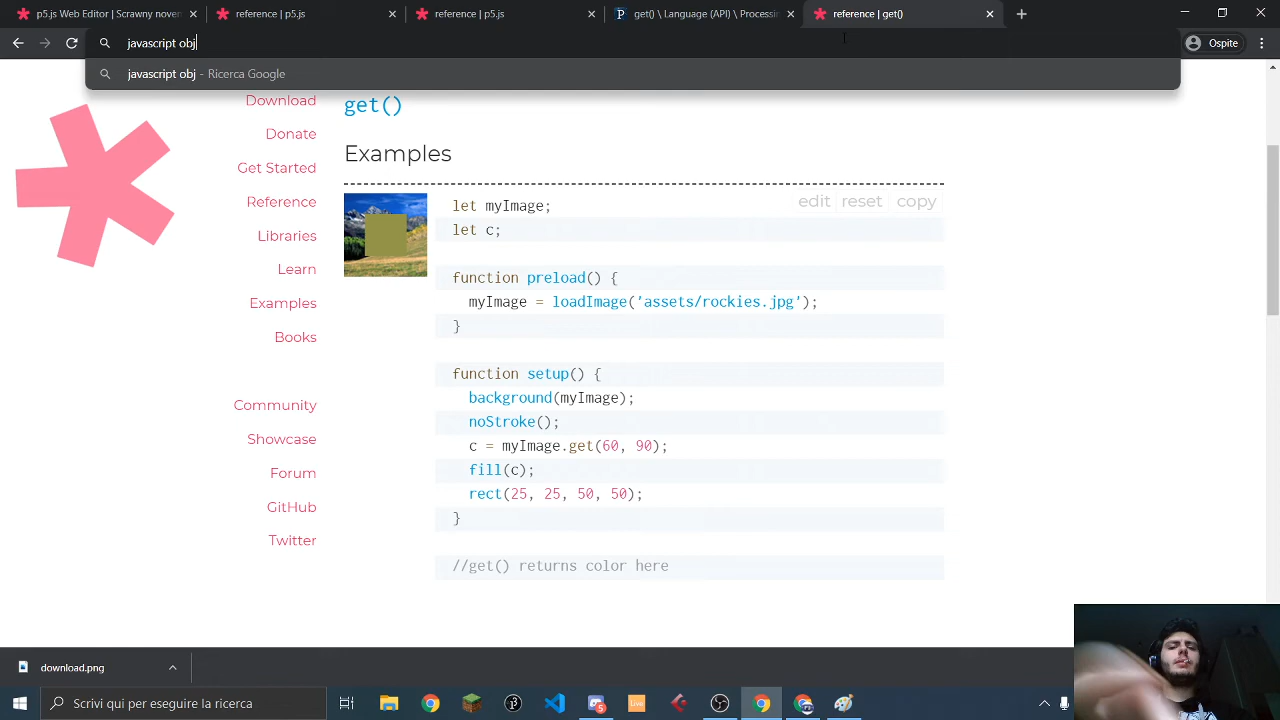 p5.js Web Editor | Scrawny noven
reference | p5.js
reference | p5.js
get() \ Language (API) \ Processin
reference | get()
javascript obj
Ospite
javascript obj - Ricerca Google
Download
Donate
Get Started
Reference
Libraries
Learn
Examples
Books
Community
Showcase
Forum
GitHub
Twitter
get()
Examples
edit reset copy
let myImage;
let c;
function preload() {
myImage = loadImage('assets/rockies.jpg');
}
function setup() {
background(myImage);
noStroke();
c = myImage.get(60, 90);
fill(c);
rect(25, 25, 50, 50);
}
//get() returns color here
download.png
Scrivi qui per eseguire la ricerca
Live